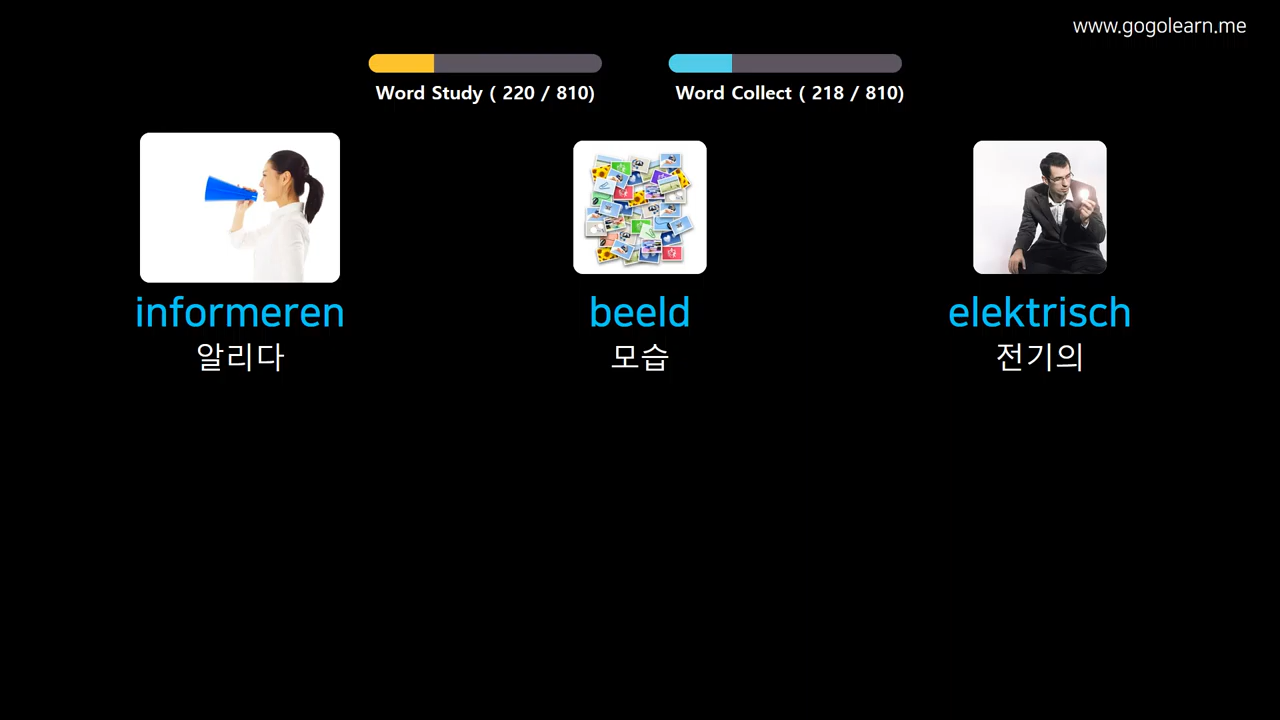 www.gogolearn.me
Word Study ( 220 / 810)
Word Collect ( 218 / 810)
informeren
알리다
beeld
모습
elektrisch
전기의